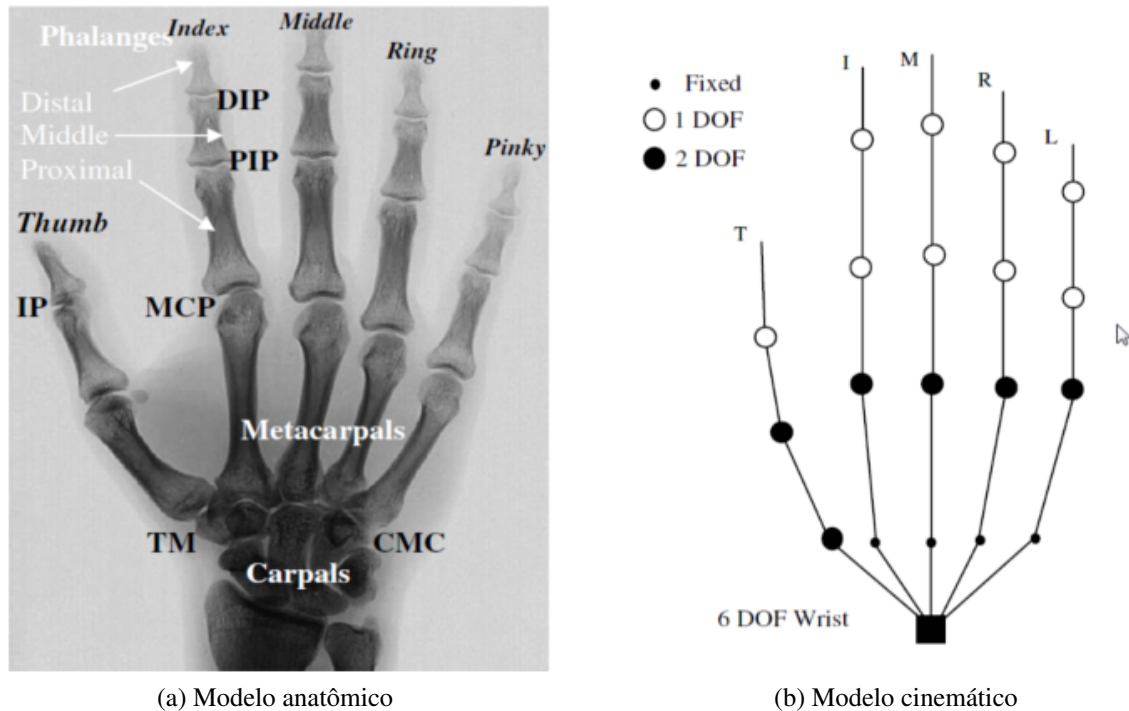 Phalanges
Index
Middle
Ring
Pinky
Distal
Middle
Proximal
DIP
PIP
Thumb
IP
MCP
Metacarpals
TM
CMC
Carpals
(a) Modelo anatômico
Fixed
1 DOF
2 DOF
I
M
R
L
T
6 DOF Wrist
(b) Modelo cinemático